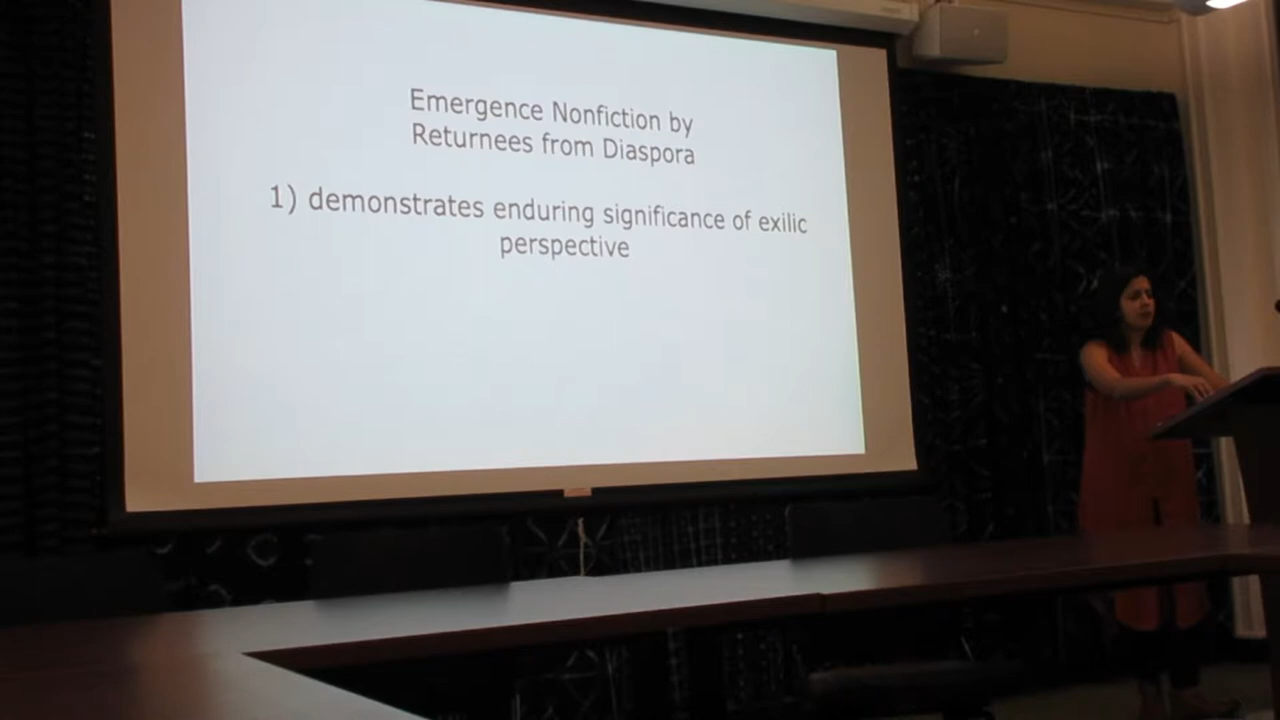 Emergence Nonfiction by
Returnees from Diaspora
1) demonstrates enduring significance of exilic
perspective